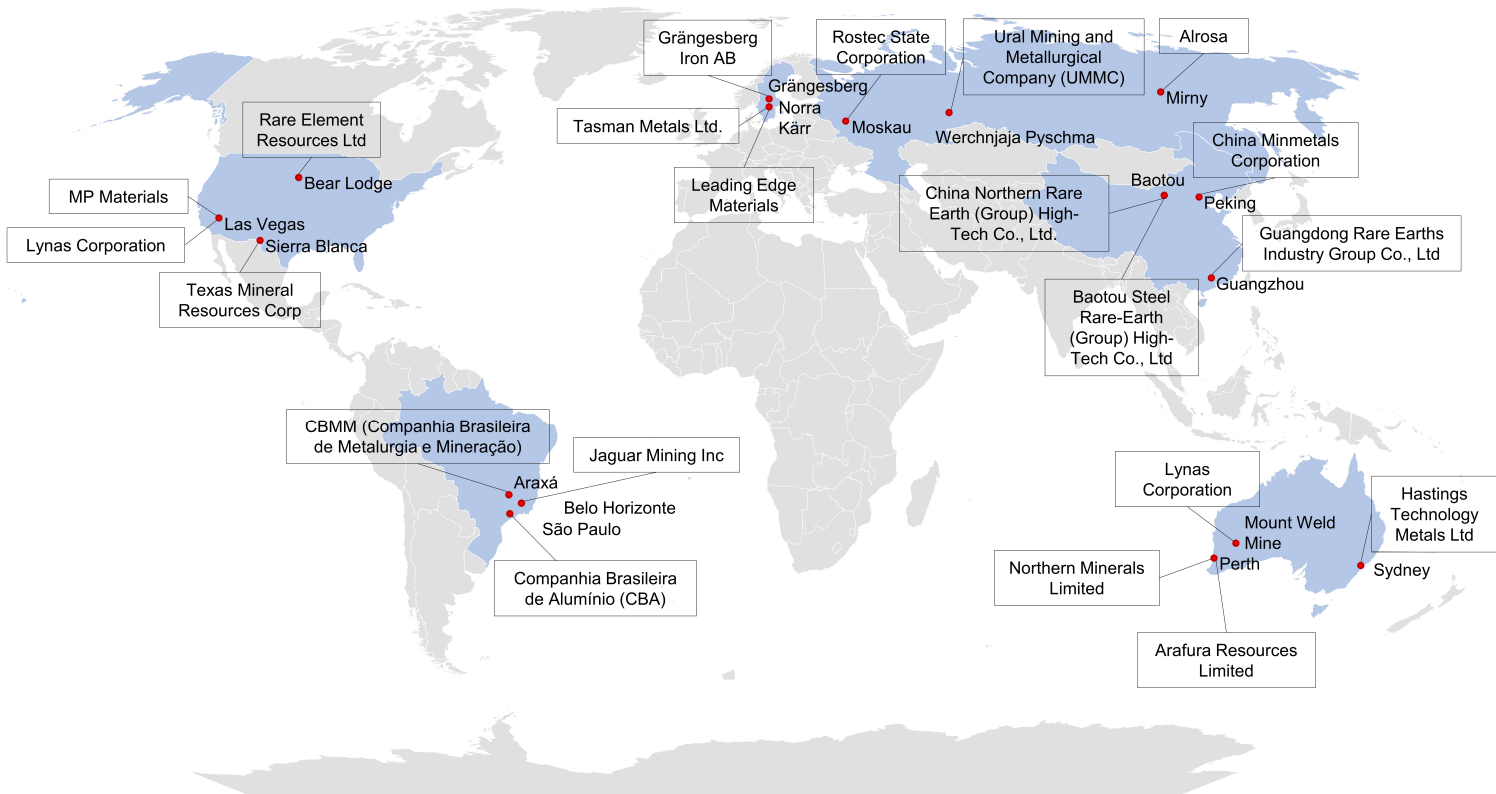 Grängesberg
Iron AB
Rostec State
Corporation
Ural Mining and
Metallurgical
Company (UMMC)
Alrosa
Grängesberg
Norra
Kärr
Tasman Metals Ltd.
Leading Edge
Materials
Moskau
Werchnjaja Pyschma
Mirny
Rare Element
Resources Ltd
Bear Lodge
MP Materials
Lynas Corporation
Las Vegas
Sierra Blanca
Texas Mineral
Resources Corp
China Minmetals
Corporation
Baotou
Peking
China Northern Rare
Earth (Group) High-
Tech Co., Ltd.
Guangdong Rare Earths
Industry Group Co., Ltd
Guangzhou
Baotou Steel
Rare-Earth
(Group) High-
Tech Co., Ltd
CBMM (Companhia Brasileira
de Metalurgia e Mineração)
Jaguar Mining Inc
Araxá
Belo Horizonte
São Paulo
Companhia Brasileira
de Alumínio (CBA)
Lynas
Corporation
Hastings
Technology
Metals Ltd
Mount Weld
Mine
Perth
Sydney
Northern Minerals
Limited
Arafura Resources
Limited